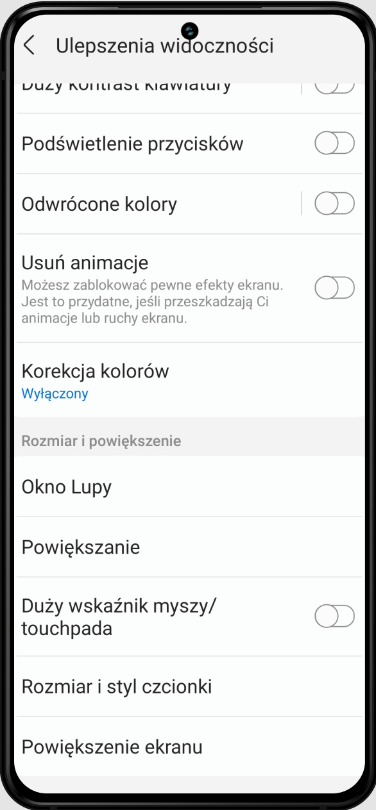 Ulepszenia widoczności
Duży kontrast klawiatury
Podświetlenie przycisków
Odwrócone kolory
Usuń animacje
Możesz zablokować pewne efekty ekranu.
Jest to przydatne, jeśli przeszkadzają Ci
animacje lub ruchy ekranu.
Korekcja kolorów
Wyłączony
Rozmiar i powiększenie
Okno Lupy
Powiększanie
Duży wskaźnik myszy/
touchpada
Rozmiar i styl czcionki
Powiększenie ekranu